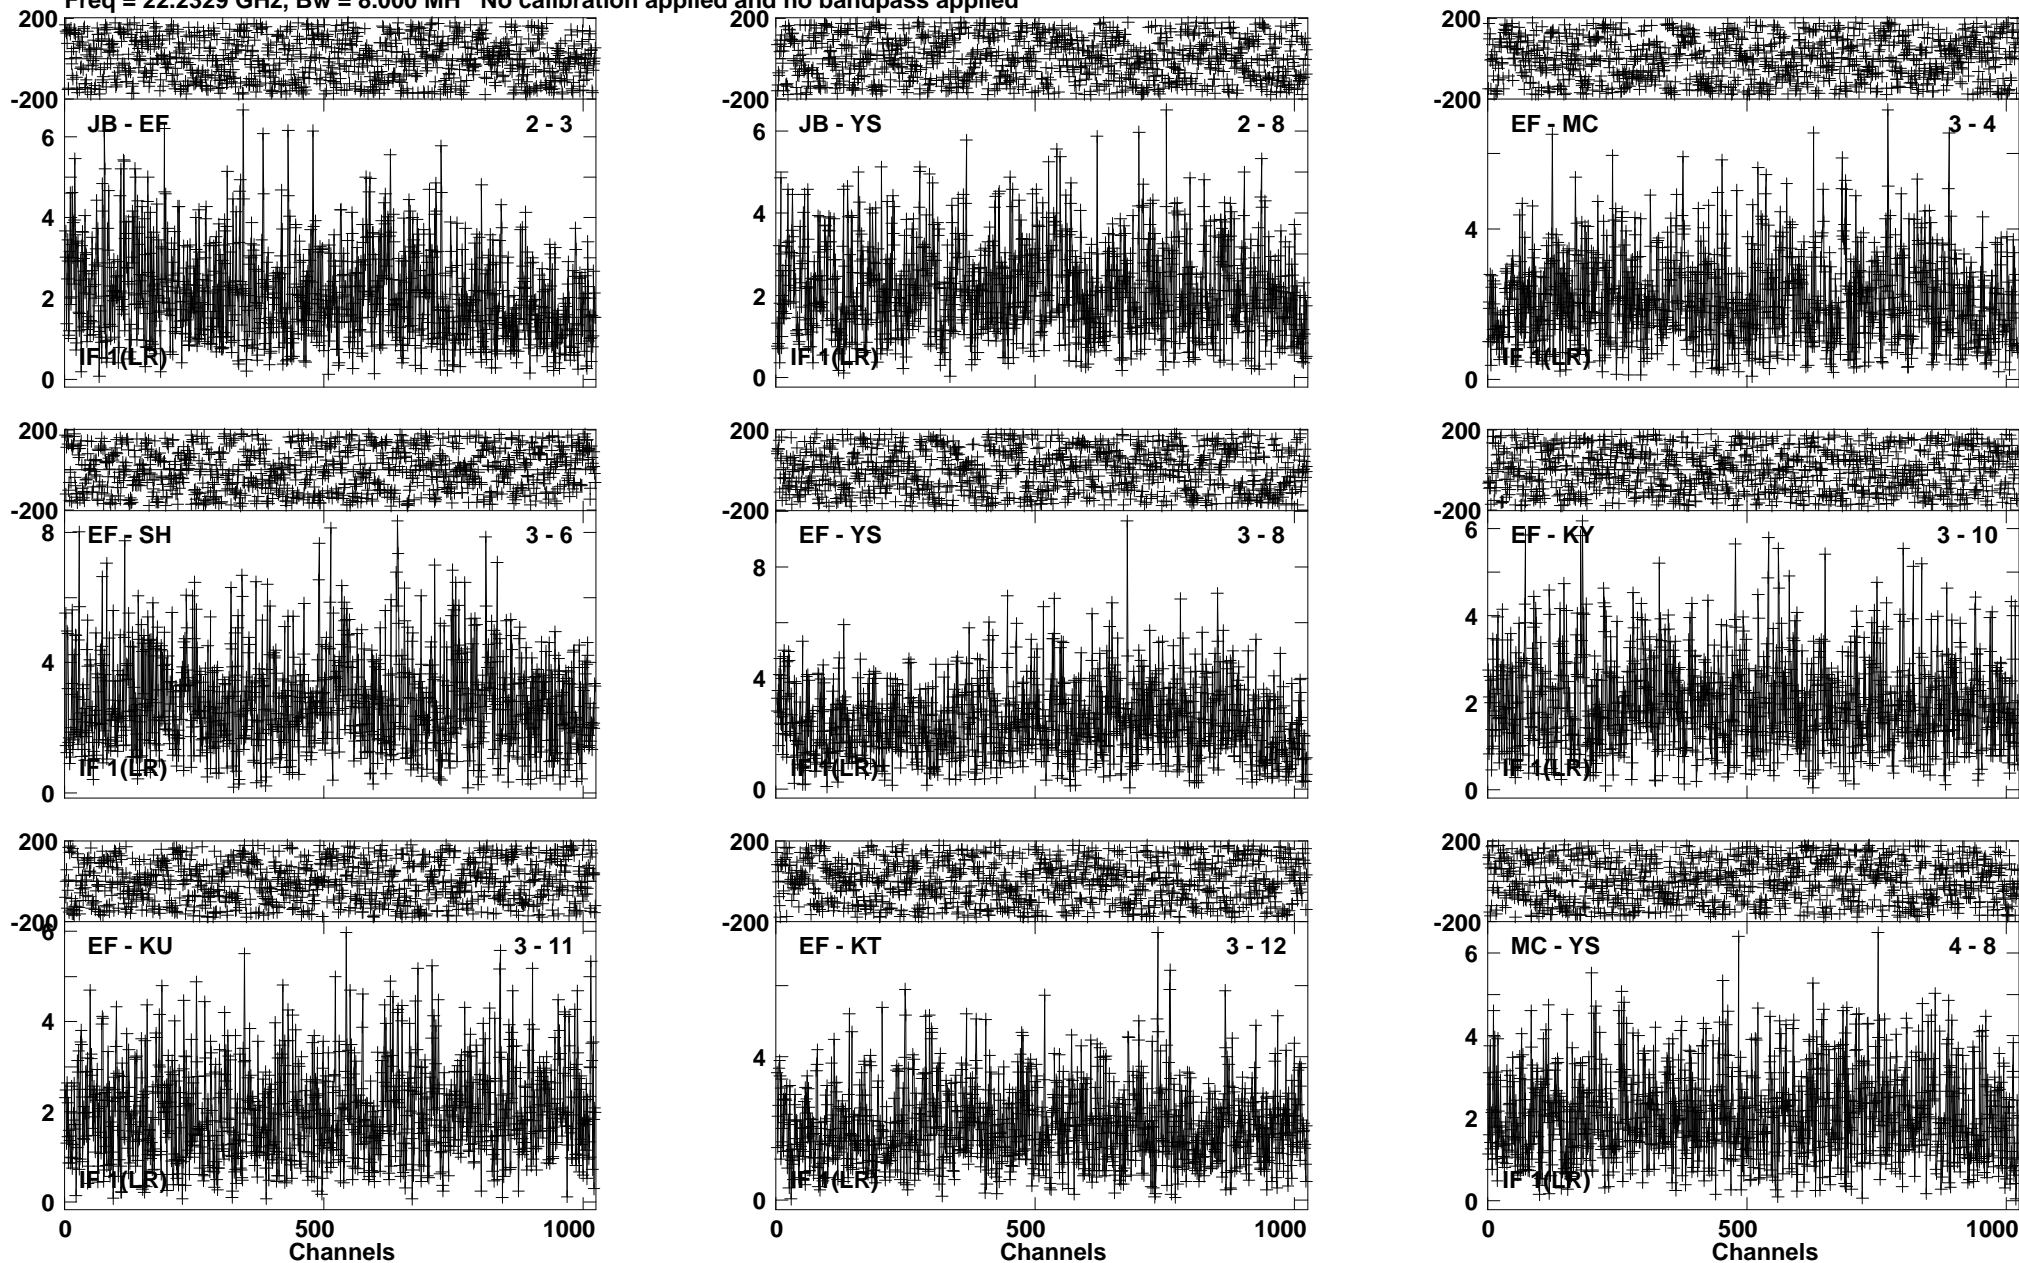 Freq = 22.2329 GHz, Bw = 8.000 MH No calibration applied and no bandpass applied
200
-200
JB - EF 2 - 3
6
4
2
0
IF 1(LR)
200
-200
JB - YS 2 - 8
6
4
2
0
IF 1(LR)
200
-200
EF - MC 3 - 4
4
0
IF 1(LR)
200
-200
EF - SH 3 - 6
8
4
0
IF 1(LR)
200
-200
EF - YS 3 - 8
8
4
0
IF 1(LR)
200
-200
EF - KY 3 - 10
6
4
2
0
IF 1(LR)
200
-200
6
EF - KU 3 - 11
4
2
0
IF 1(LR)
0 500 1000
Channels
200
-200
EF - KT 3 - 12
4
0
IF 1(LR)
0 500 1000
Channels
200
-200
MC - YS 4 - 8
6
4
2
0
IF 1(LR)
0 500 1000
Channels